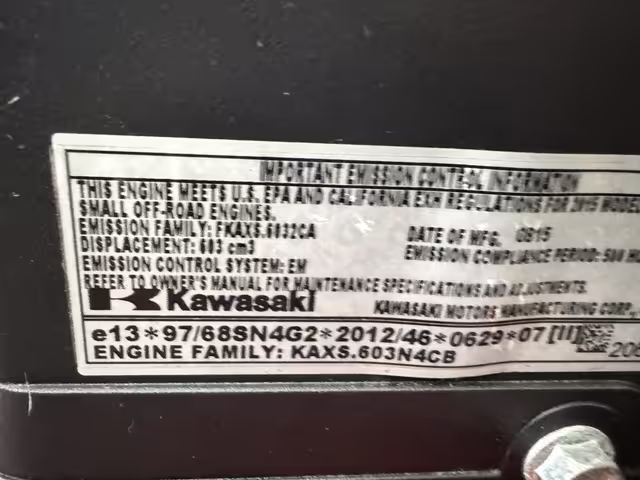 IMPORTANT EMISSION CONTROL INFORMATION
THIS ENGINE MEETS U.S. EPA AND CALIFORNIA EXH REGULATIONS FOR 2015 MODEL
SMALL OFF-ROAD ENGINES.
EMISSION FAMILY: FKAXS.6032CA DATE OF MFG. 0815
DISPLACEMENT: 603 cm3 EMISSION COMPLIANCE PERIOD: 500
EMISSION CONTROL SYSTEM: EM
REFER TO OWNER'S MANUAL FOR MAINTENANCE SPECIFICATIONS AND ADJUSTMENTS.
Kawasaki KAWASAKI MOTORS MANUFACTURING CORP.,
e13*97/68SN4G2*2012/46*0629*07 [II]
ENGINE FAMILY: KAXS.603N4CB